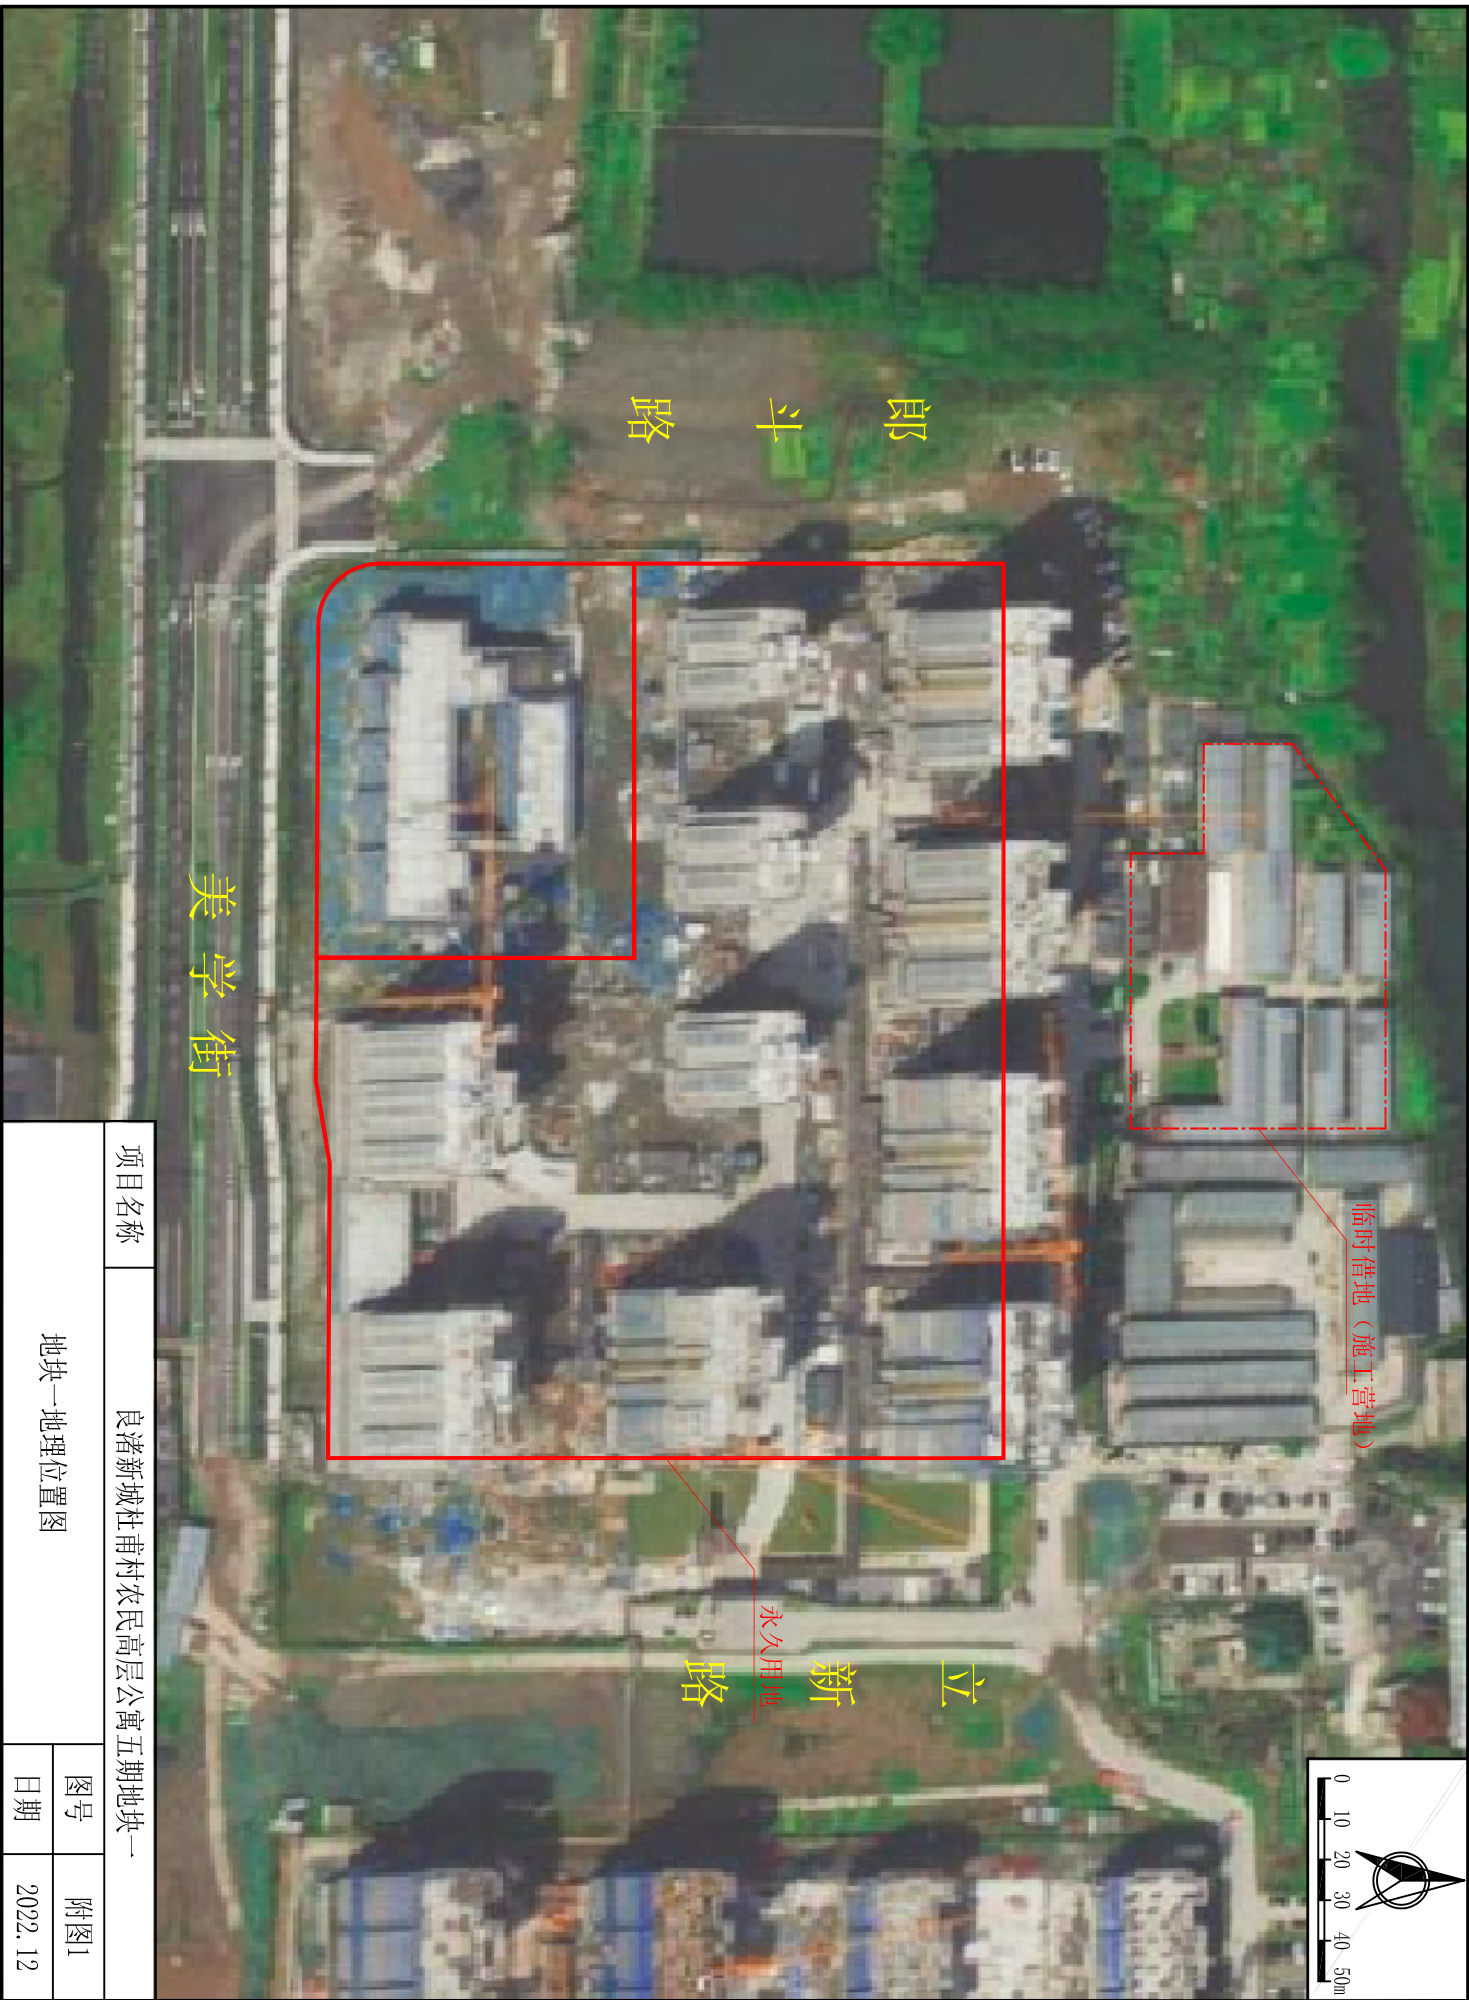 0 10 20 30 40 50m
临时借地（施工营地）
郎斗路
立新路
永久用地
美学街
项目名称
良渚新城杜甫村农民高层公寓五期地块一
地块一地理位置图
图号
附图1
日期
2022.12